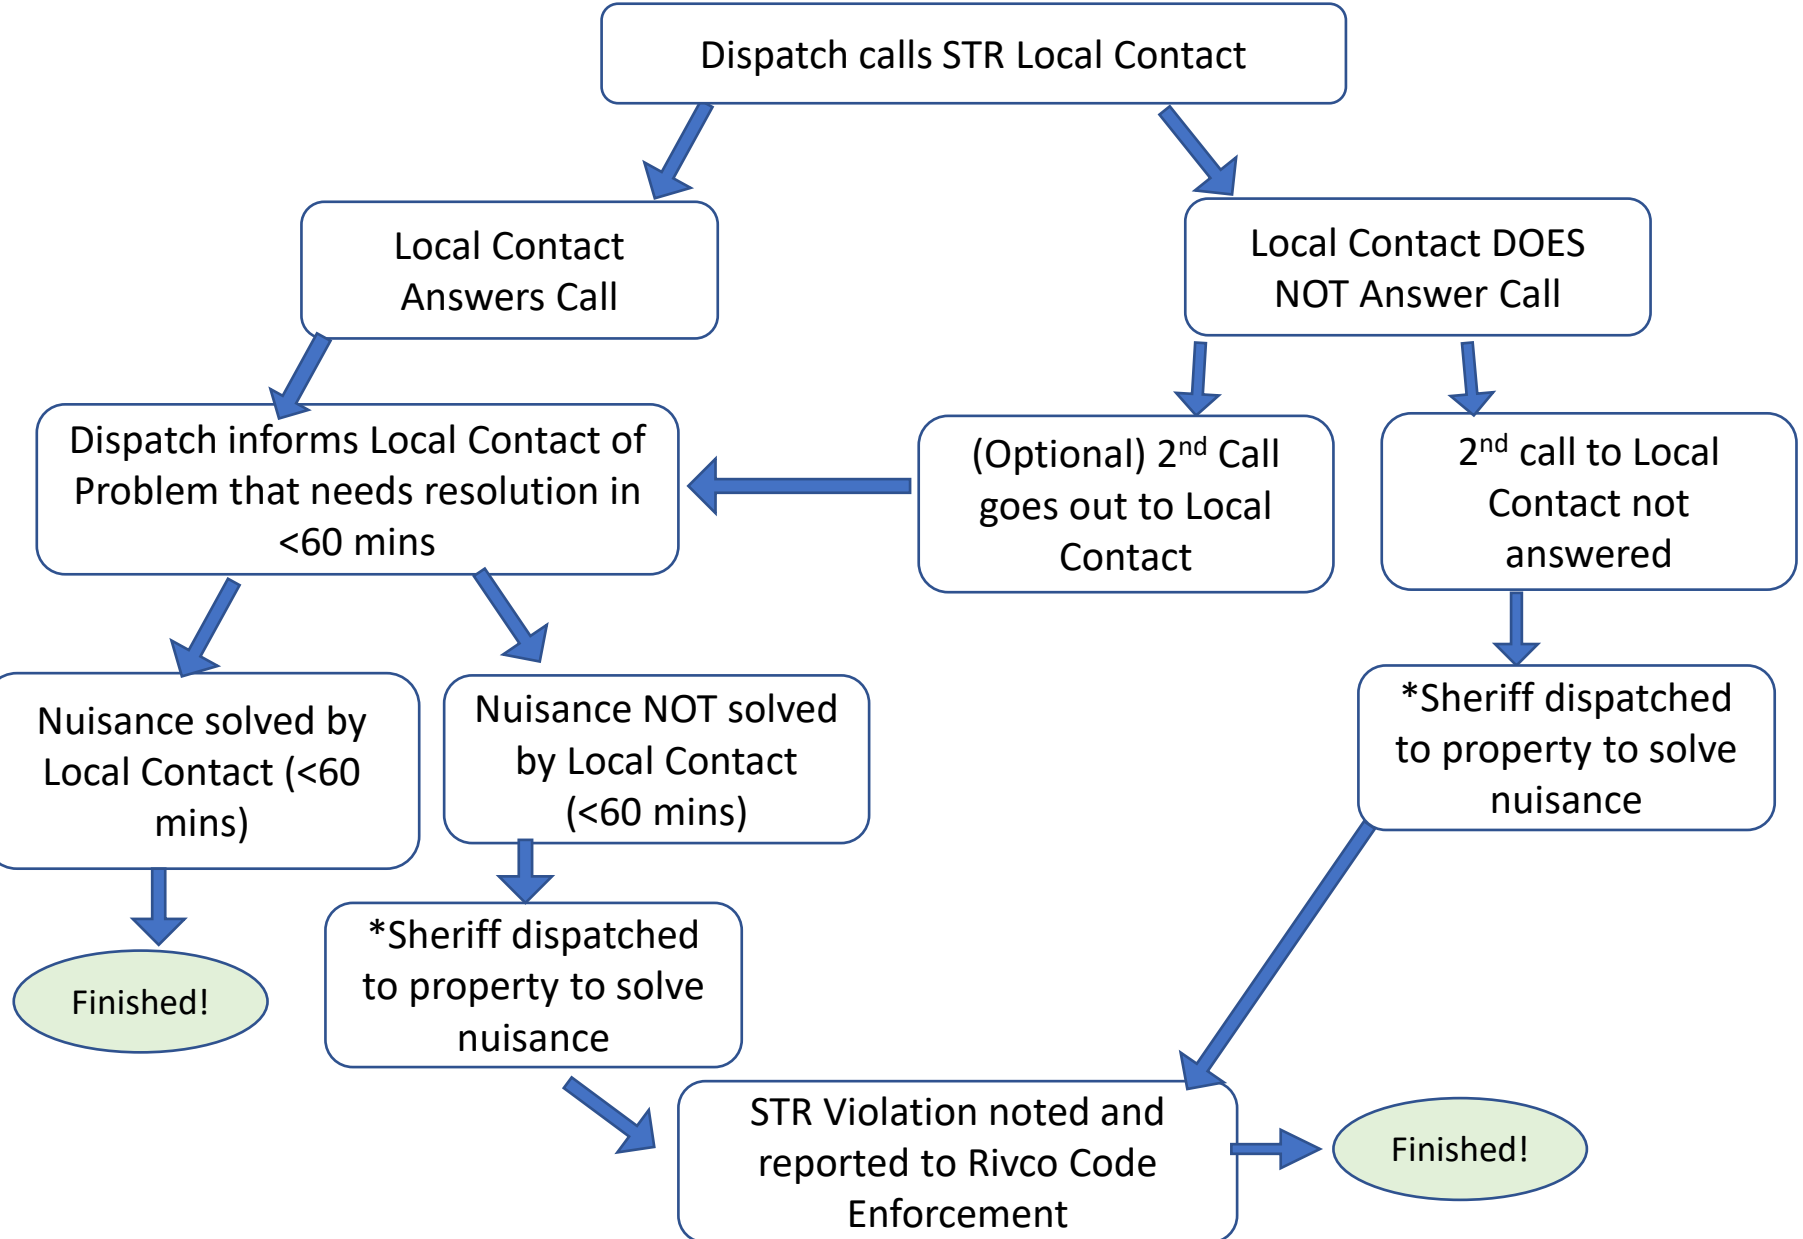 Dispatch calls STR Local Contact
Local Contact
Answers Call
Local Contact DOES
NOT Answer Call
Dispatch informs Local Contact of
Problem that needs resolution in
<60 mins
(Optional) 2nd Call
goes out to Local
Contact
2nd call to Local
Contact not
answered
Nuisance solved by
Local Contact (<60
mins)
Nuisance NOT solved
by Local Contact
(<60 mins)
*Sheriff dispatched
to property to solve
nuisance
Finished!
*Sheriff dispatched
to property to solve
nuisance
STR Violation noted and
reported to Rivco Code
Enforcement
Finished!